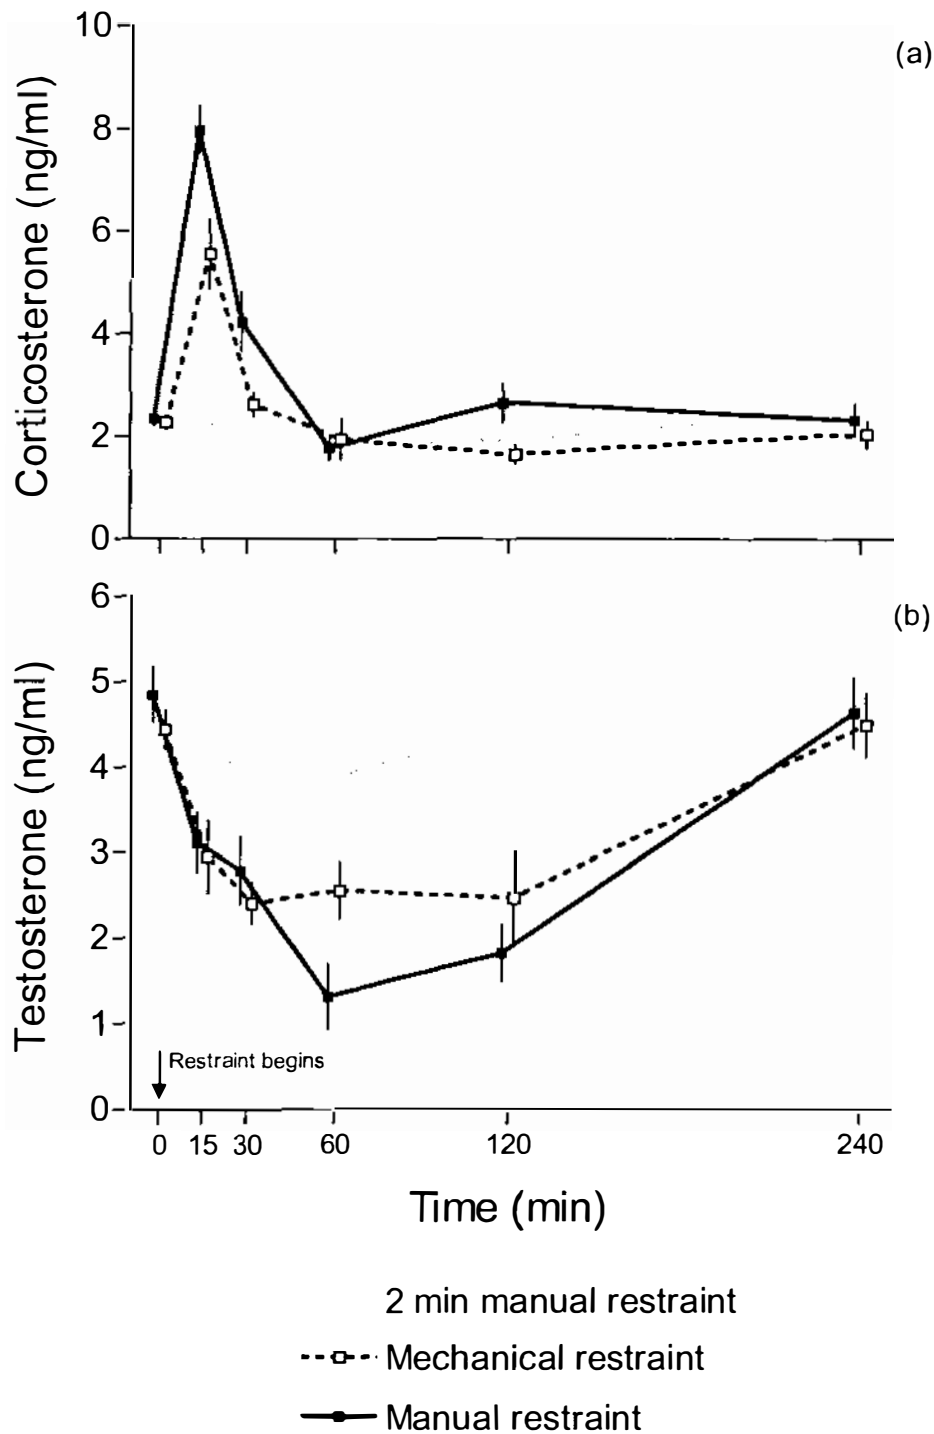 (a)
Corticosterone (ng/ml)
10
8
6
4
2
0
(b)
Testosterone (ng/ml)
6
5
4
3
2
1
0
Restraint begins
0 15 30 60 120 240
Time (min)
2 min manual restraint
Mechanical restraint
Manual restraint